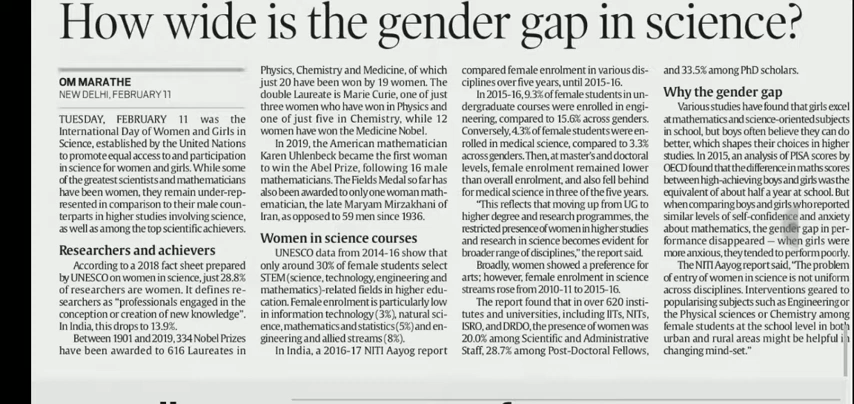 How wide is the gender gap in science?
OM MARATHE
NEW DELHI, FEBRUARY 11
TUESDAY, FEBRUARY 11 was the
International Day of Women and Girls in
Science, established by the United Nations
to promote equal access to and participation
in science for women and girls. While some
of the greatest scientists and mathematicians
have been women, they remain under-rep-
resented in comparison to their male coun-
terparts in higher studies involving science,
as well as among the top scientific achievers.
Researchers and achievers
According to a 2018 fact sheet prepared
by UNESCO on women in science, just 28.8%
of researchers are women. It defines re-
searchers as “professionals engaged in the
conception or creation of new knowledge”.
In India, this drops to 13.9%.
Between 1901 and 2019, 334 Nobel Prizes
have been awarded to 616 Laureates in
Physics, Chemistry and Medicine, of which
just 20 have been won by 19 women. The
double Laureate is Marie Curie, one of just
three women who have won in Physics and
one of just five in Chemistry, while 12
women have won the Medicine Nobel.
In 2019, the American mathematician
Karen Uhlenbeck became the first woman
to win the Abel Prize, following 16 male
mathematicians. The Fields Medal so far has
also been awarded to only one woman math-
ematician, the late Maryam Mirzakhani of
Iran, as opposed to 59 men since 1936.
Women in science courses
UNESCO data from 2014-16 show that
only around 30% of female students select
STEM (science, technology, engineering and
mathematics)-related fields in higher edu-
cation. Female enrolment is particularly low
in information technology (3%), natural sci-
ence, mathematics and statistics (5%) and en-
gineering and allied streams (8%).
In India, a 2016-17 NITI Aayog report
compared female enrolment in various dis-
ciplines over five years, until 2015-16.
In 2015-16, 9.3% of female students in un-
dergraduate courses were enrolled in engi-
neering, compared to 15.6% across genders.
Conversely, 4.3% of female students were en-
rolled in medical science, compared to 3.3%
across genders. Then, at master's and doctoral
levels, female enrolment remained lower
than overall enrolment, and also fell behind
for medical science in three of the five years.
“This reflects that moving up from UG to
higher degree and research programmes, the
restricted presence of women in higher studies
and research in science becomes evident for
broader range of disciplines,” the report said.
Broadly, women showed a preference for
arts; however, female enrolment in science
streams rose from 2010-11 to 2015-16.
The report found that in over 620 insti-
tutes and universities, including IITs, NITs,
ISRO, and DRDO, the presence of women was
20.0% among Scientific and Administrative
Staff, 28.7% among Post-Doctoral Fellows,
and 33.5% among PhD scholars.
Why the gender gap
Various studies have found that girls excel
at mathematics and science-oriented subjects
in school, but boys often believe they can do
better, which shapes their choices in higher
studies. In 2015, an analysis of PISA scores by
OECD found that the difference in maths scores
between high-achieving boys and girls was the
equivalent of about half a year at school. But
when comparing boys and girls who reported
similar levels of self-confidence and anxiety
about mathematics, the gender gap in per-
formance disappeared — when girls were
more anxious, they tended to perform poorly.
The NITI Aayog report said, “The problem
of entry of women in science is not uniform
across disciplines. Interventions geared to
popularising subjects such as Engineering or
the Physical sciences or Chemistry among
female students at the school level in both
urban and rural areas might be helpful in
changing mind-set.”